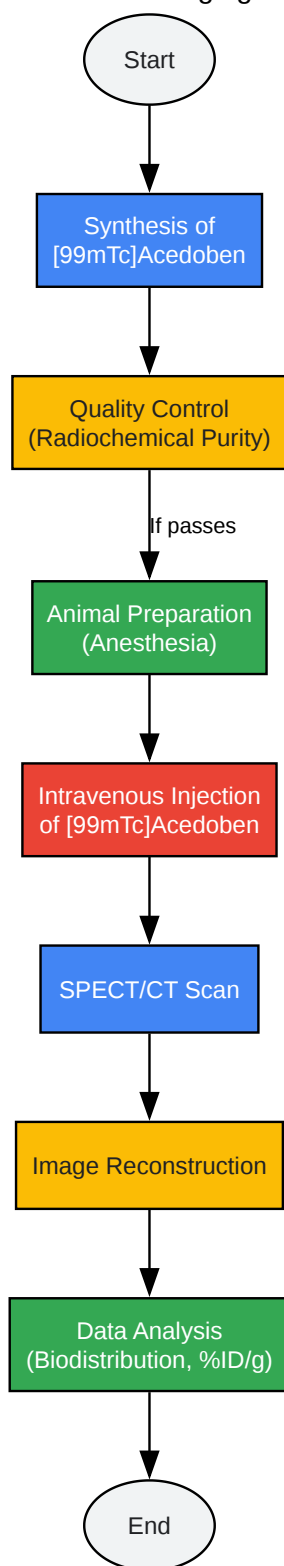 Start
Synthesis of
[99mTc]Acedoben
Quality Control
(Radiochemical Purity)
If passes
Animal Preparation
(Anesthesia)
Intravenous Injection
of [99mTc]Acedoben
SPECT/CT Scan
Image Reconstruction
Data Analysis
(Biodistribution, %ID/g)
End